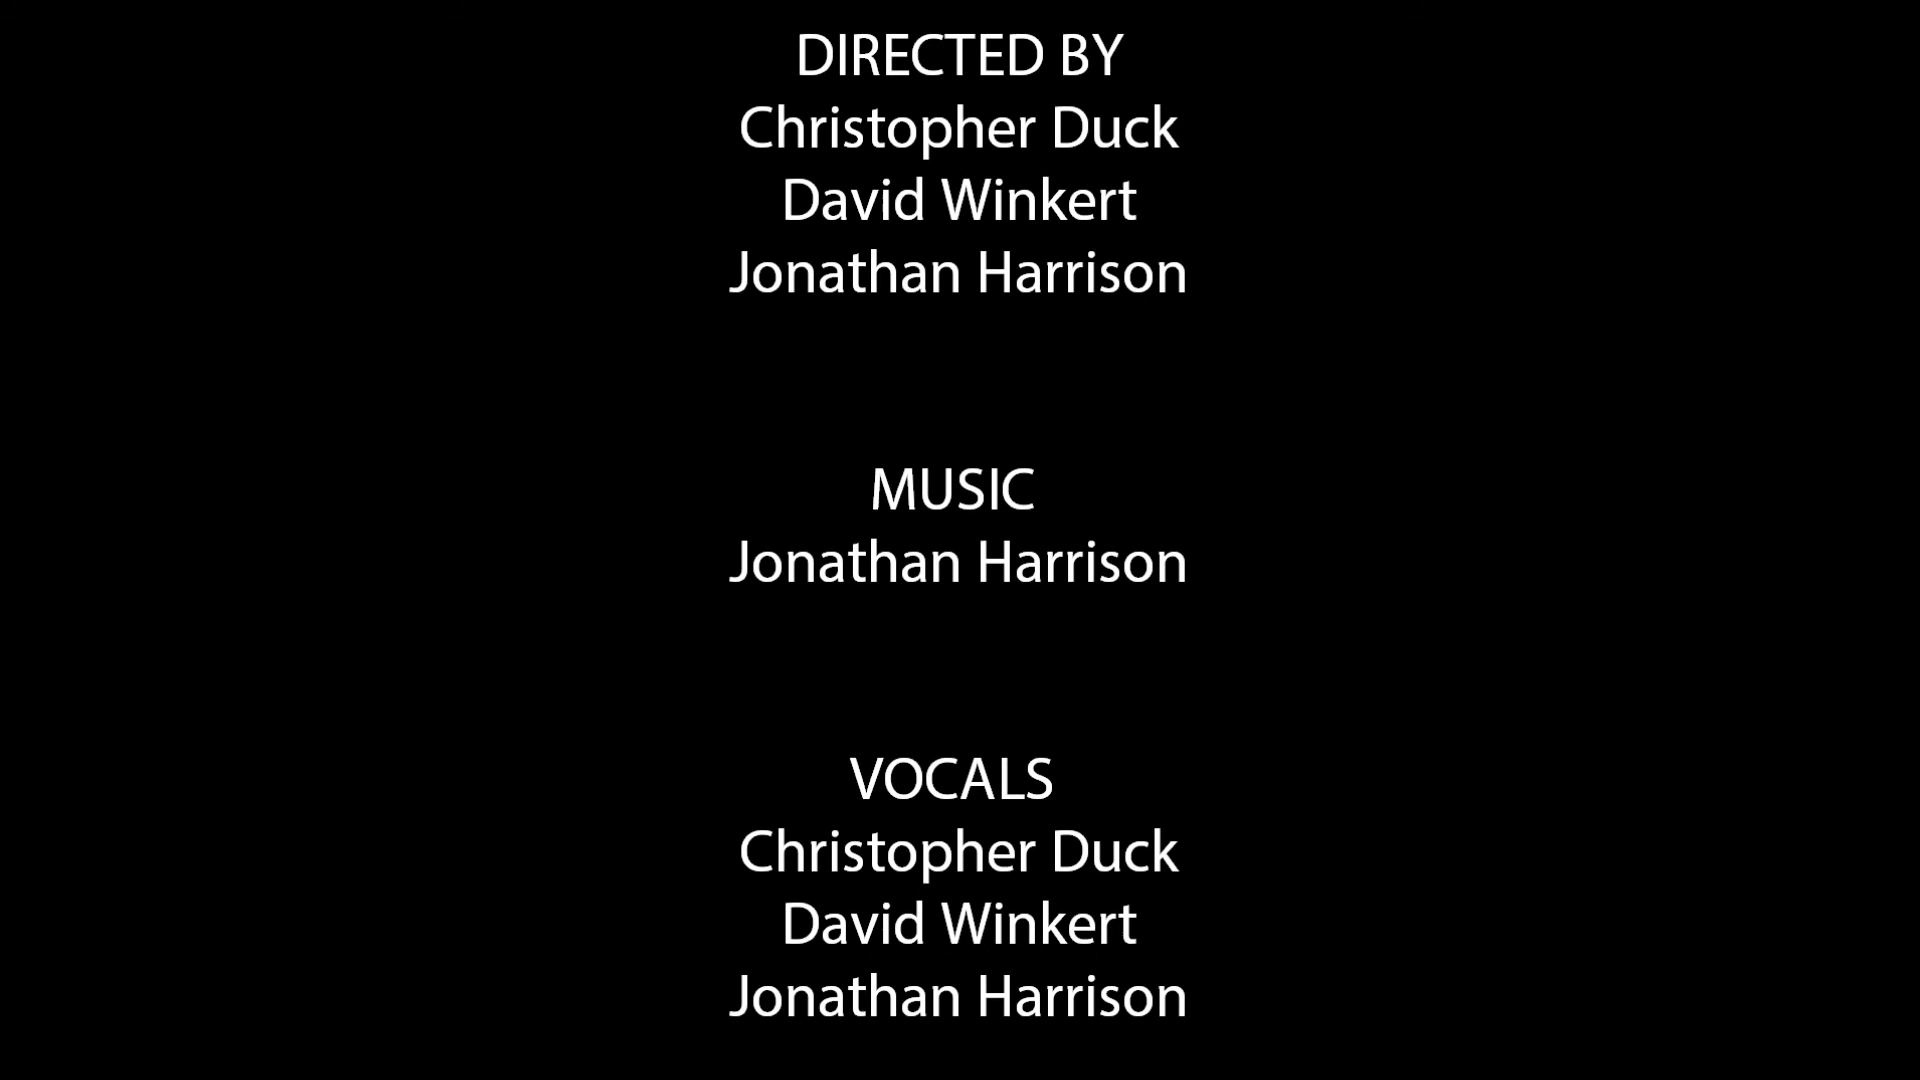 DIRECTED BY
Christopher Duck
David Winkert
Jonathan Harrison
MUSIC
Jonathan Harrison
VOCALS
Christopher Duck
David Winkert
Jonathan Harrison